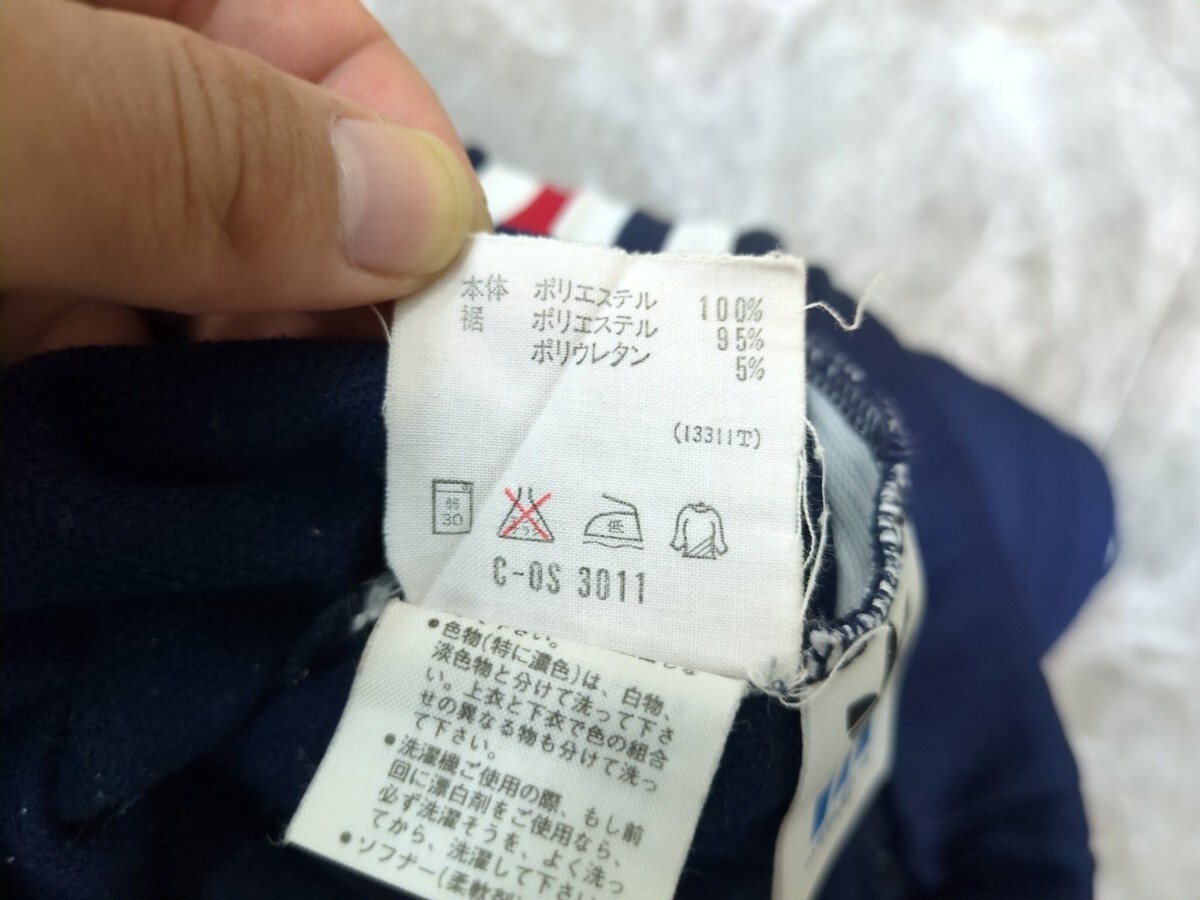 本体 ポリエステル 100%
裾 ポリエステル 95%
ポリウレタン 5%
(13311T)
弱
30
低
C-OS 3011
下さい。
•色物(特に濃色)は、白物、
淡色物と分けて洗って下さ
い。上衣と下衣で色の組合
せの異なる物も分けて洗っ
て下さい。
•洗濯機ご使用の際、もし前
回に漂白剤をご使用なら、
必ず洗濯そうを、よく洗っ
てから、洗濯して下さい
•ソフナー(柔軟剤)